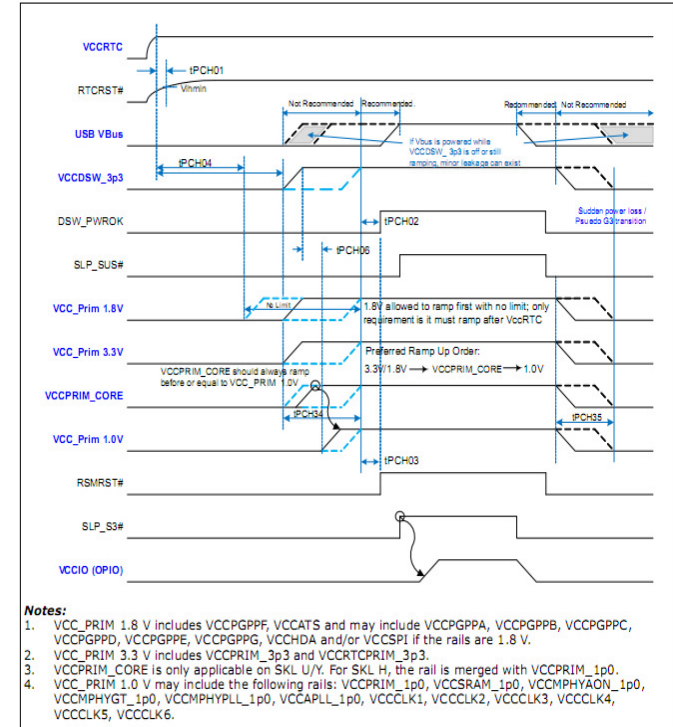 VCCRTC
tPCH01
RTCRST#
Vihmin
Not Recommended
Recommended
Recommended
Not Recommended
USB VBus
If Vbus is powered while
VCCDSW_ 3p3 is off or still
ramping, minor leakage can exist
tPCH04
VCCDSW_3p3
Sudden power loss /
Psuedo G3 transition
DSW_PWROK
tPCH02
tPCH06
SLP_SUS#
No Limit
VCC_Prim 1.8V
1.8V allowed to ramp first with no limit; only
requirement is it must ramp after VccRTC
VCC_Prim 3.3V
Preferred Ramp Up Order:
3.3V/1.8V → VCCPRIM_CORE → 1.0V
VCCPRIM_CORE should always ramp
before or equal to VCC_PRIM 1.0V
VCCPRIM_CORE
tPCH34
tPCH35
VCC_Prim 1.0V
tPCH03
RSMRST#
SLP_S3#
VCCIO (OPIO)
Notes:
1. VCC_PRIM 1.8 V includes VCCPGPPF, VCCATS and may include VCCPGPPA, VCCPGPPB, VCCPGPPC,
VCCPGPPD, VCCPGPPE, VCCPGPPG, VCCHDA and/or VCCSPI if the rails are 1.8 V.
2. VCC_PRIM 3.3 V includes VCCPRIM_3p3 and VCCRTCPRIM_3p3.
3. VCCPRIM_CORE is only applicable on SKL U/Y. For SKL H, the rail is merged with VCCPRIM_1p0.
4. VCC_PRIM 1.0 V may include the following rails: VCCPRIM_1p0, VCCSRAM_1p0, VCCMPHYAON_1p0,
VCCMPHYGT_1p0, VCCMPHYPLL_1p0, VCCAPLL_1p0, VCCCLK1, VCCCLK2, VCCCLK3, VCCCLK4,
VCCCLK5, VCCCLK6.